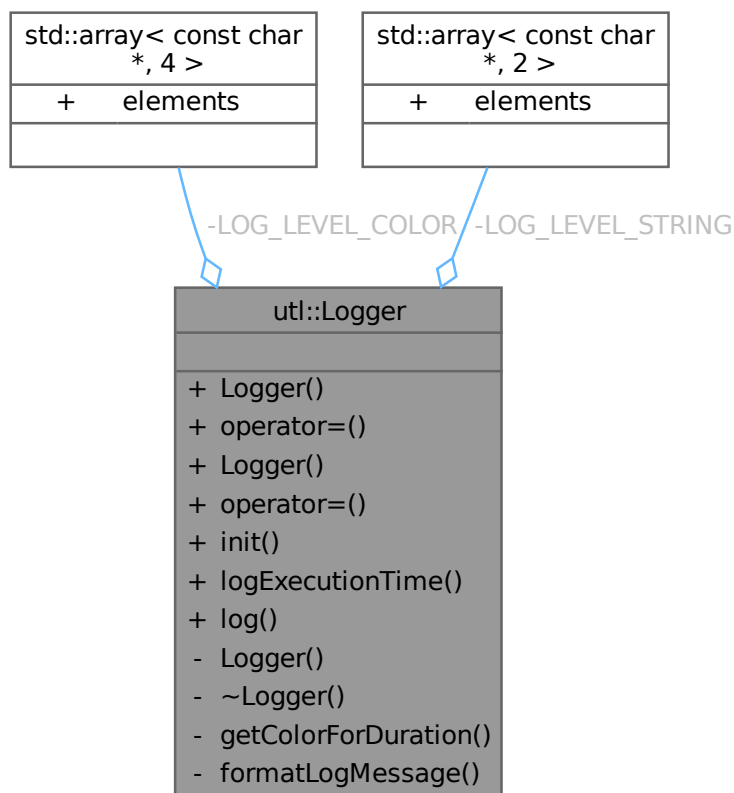 std::array< const char
*, 4 >
+ elements
std::array< const char
*, 2 >
+ elements
-LOG_LEVEL_COLOR
-LOG_LEVEL_STRING
utl::Logger
+ Logger()
+ operator=()
+ Logger()
+ operator=()
+ init()
+ logExecutionTime()
+ log()
- Logger()
- ~Logger()
- getColorForDuration()
- formatLogMessage()